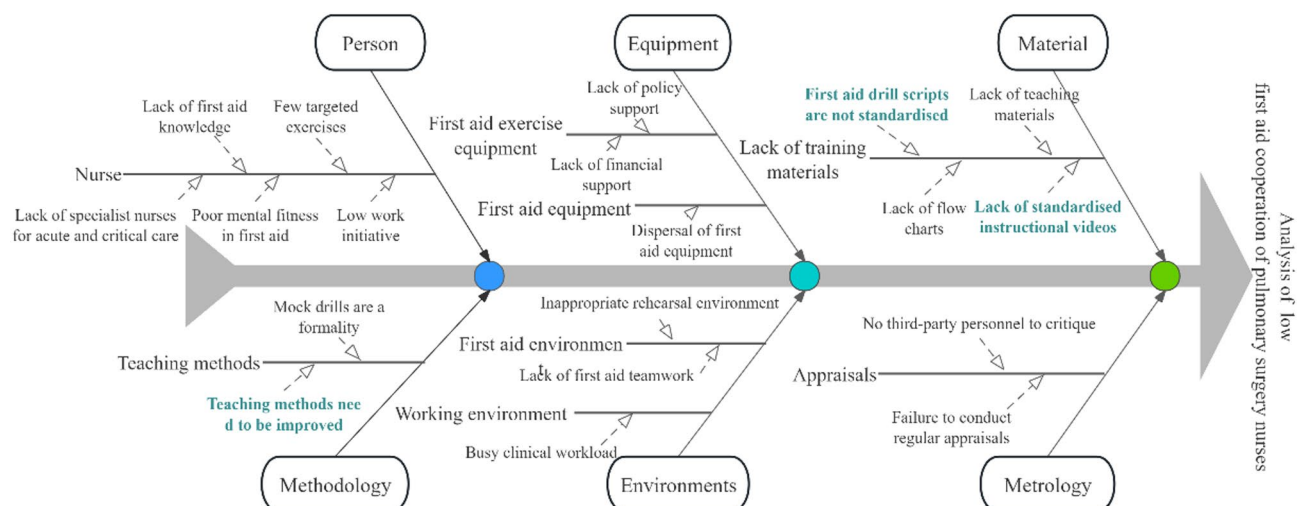 Person
Equipment
Material
Lack of first aid
knowledge
Few targeted
exercises
Nurse
Lack of specialist nurses
for acute and critical care
Poor mental fitness
in first aid
Low work
initiative
Lack of policy
support
First aid exercise
equipment
Lack of financial
support
First aid equipment
Dispersal of first
aid equipment
First aid drill scripts
are not standardised
Lack of teaching
materials
Lack of training
materials
Lack of flow
charts
Lack of standardised
instructional videos
Analysis of low
first aid cooperation of pulmonary surgery nurses
Mock drills are a
formality
Teaching methods
Teaching methods nee
d to be improved
Inappropriate rehearsal environment
First aid environmen
t
Lack of first aid teamwork
Working environment
Busy clinical workload
No third-party personnel to critique
Appraisals
Failure to conduct
regular appraisals
Methodology
Environments
Metrology